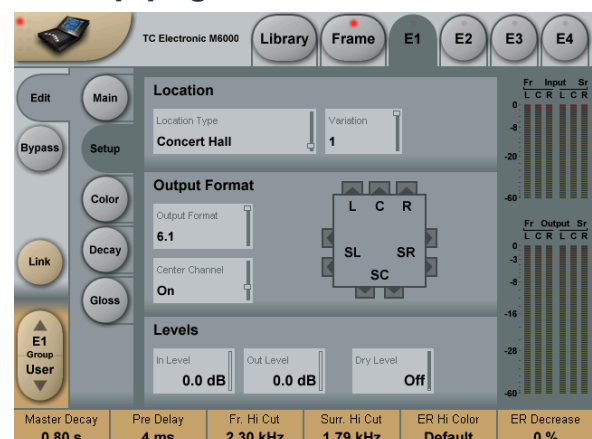 TC Electronic M6000
Library
Frame
E1
E2
E3
E4
Edit
Main
Bypass
Setup
Color
Link
Decay
Gloss
E1
Group
User
Location
Location Type
Concert Hall
Variation
1
Output Format
Output Format
6.1
Center Channel
On
L C R
SL SR
SC
Levels
In Level
0.0 dB
Out Level
0.0 dB
Dry Level
Off
Fr Input Sr
L C R L C R
0
-8
-20
-60
Fr Output Sr
L C R L C R
0
-3
-8
-16
-28
-60
Master Decay
0.80 s
Pre Delay
4 ms
Fr. Hi Cut
2.30 kHz
Surr. Hi Cut
1.79 kHz
ER Hi Color
Default
ER Decrease
0 %